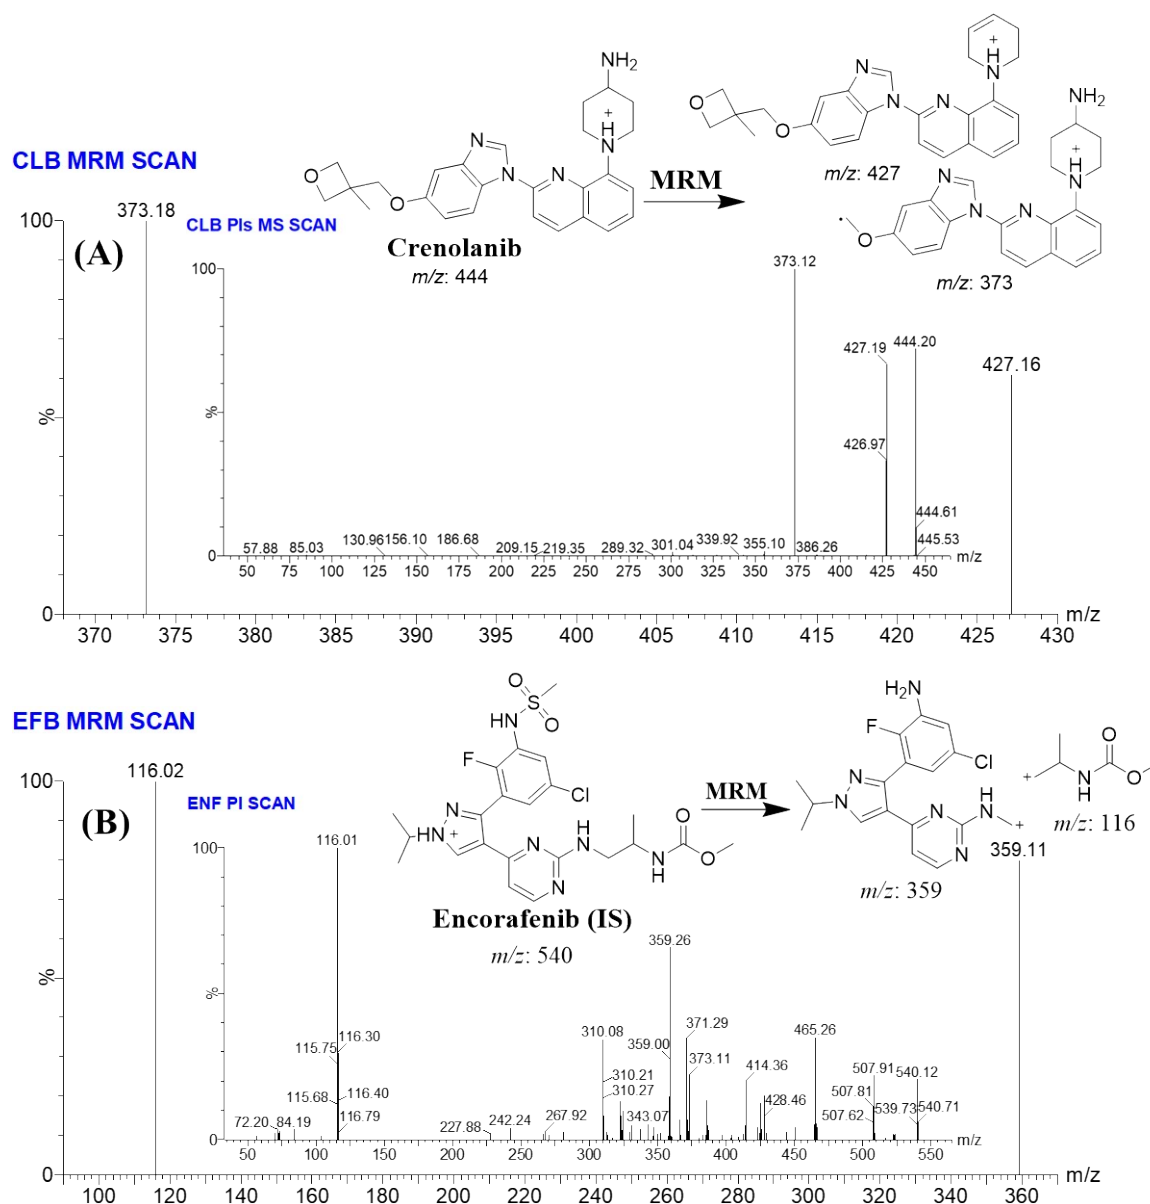 CLB MRM SCAN
(A)
CLB PIs MS SCAN
Crenolanib
m/z: 444
MRM
m/z: 427
m/z: 373
NH2
H
N
N
N
N
O
O
+
N
N
N
N
H
O
O
+
NH2
N
N
N
N
H
O
+
373.18
427.16
100
%
0
370 375 380 385 390 395 400 405 410 415 420 425 430
m/z
100
%
0
373.12
427.19
444.20
426.97
444.61
445.53
57.88 85.03 130.96 156.10 186.68 209.15 219.35 289.32 301.04 339.92 355.10 386.26
50 75 100 125 150 175 200 225 250 275 300 325 350 375 400 425 450
m/z
EFB MRM SCAN
(B)
ENF PI SCAN
Encorafenib (IS)
m/z: 540
MRM
m/z: 359
m/z: 116
O
S
O
HN
F
Cl
N
HN
+
N
N
H
N
N
H
O
O
H2N
F
Cl
N
N
N
N
H
N
+
+
N
H
O
O
116.02
359.11
100
%
0
100 120 140 160 180 200 220 240 260 280 300 320 340 360
m/z
100
%
0
116.01
116.30
115.75
115.68
116.40
116.79
72.20 84.19
227.88
242.24
267.92
310.08
310.21
310.27
343.07
359.26
359.00
371.29
373.11
414.36
428.46
465.26
507.91
507.81
507.62
540.12
539.73
540.71
50 100 150 200 250 300 350 400 450 500 550
m/z